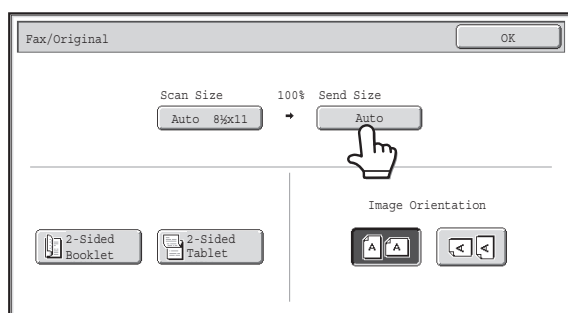 Fax/Original
OK
Scan Size 100% Send Size
Auto 8½x11 ➞ Auto
Image Orientation
2-Sided Booklet
2-Sided Tablet
A A
A A